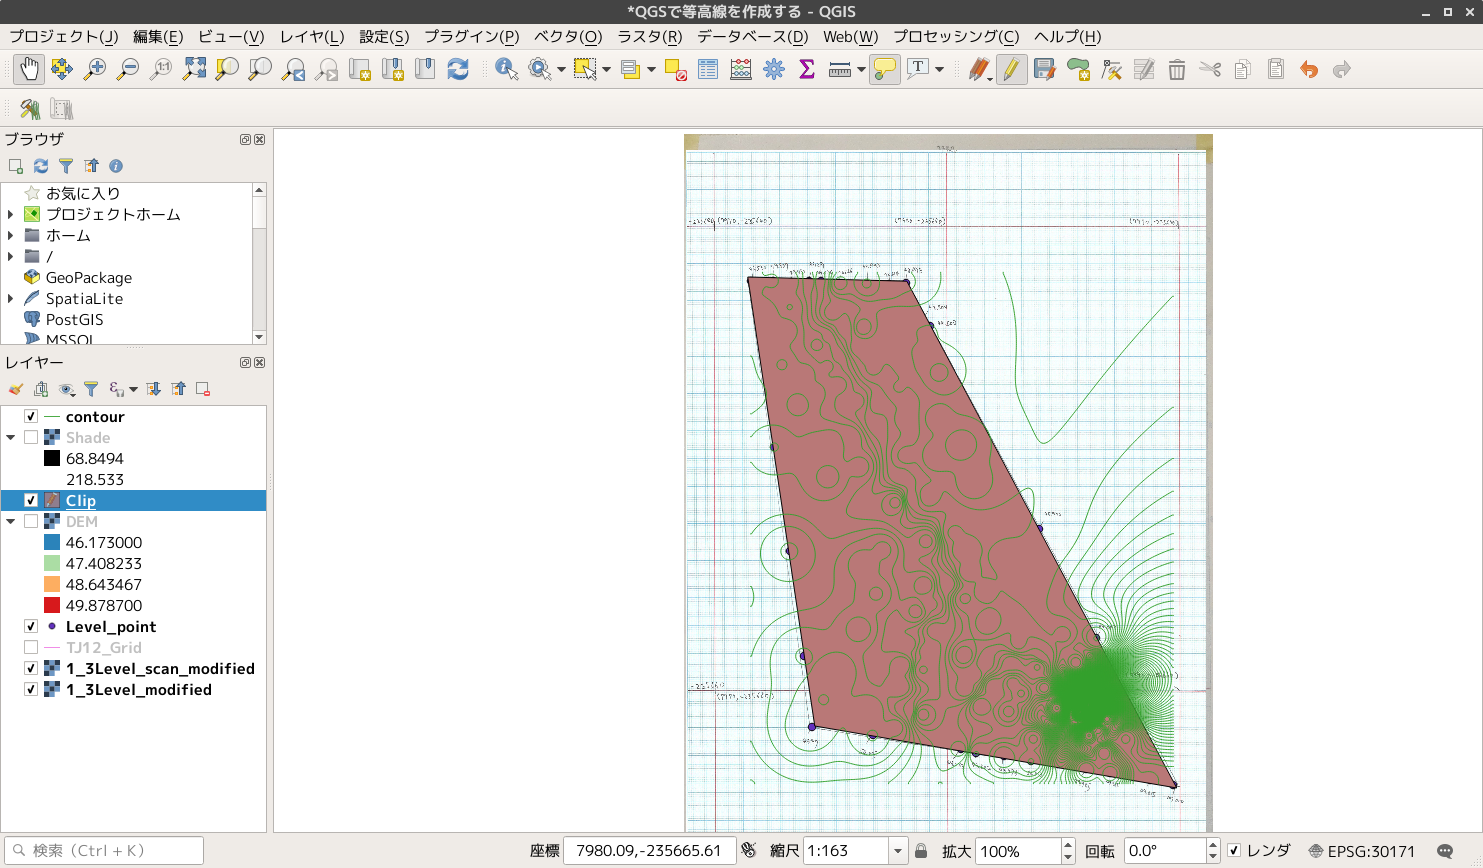 *QGSで等高線を作成する - QGIS
プロジェクト(J) 編集(E) ビュー(V) レイヤ(L) 設定(S) プラグイン(P) ベクタ(O) ラスタ(R) データベース(D) Web(W) プロセッシング(C) ヘルプ(H)
ブラウザ
お気に入り
プロジェクトホーム
ホーム
/
GeoPackage
SpatiaLite
PostGIS
MSSQL
レイヤー
contour
Shade
68.8494
218.533
Clip
DEM
46.173000
47.408233
48.643467
49.878700
Level_point
TJ12_Grid
1_3Level_scan_modified
1_3Level_modified
検索（Ctrl + K） 座標 7980.09,-235665.61 縮尺 1:163 拡大 100% 回転 0.0° レンダ EPSG:30171